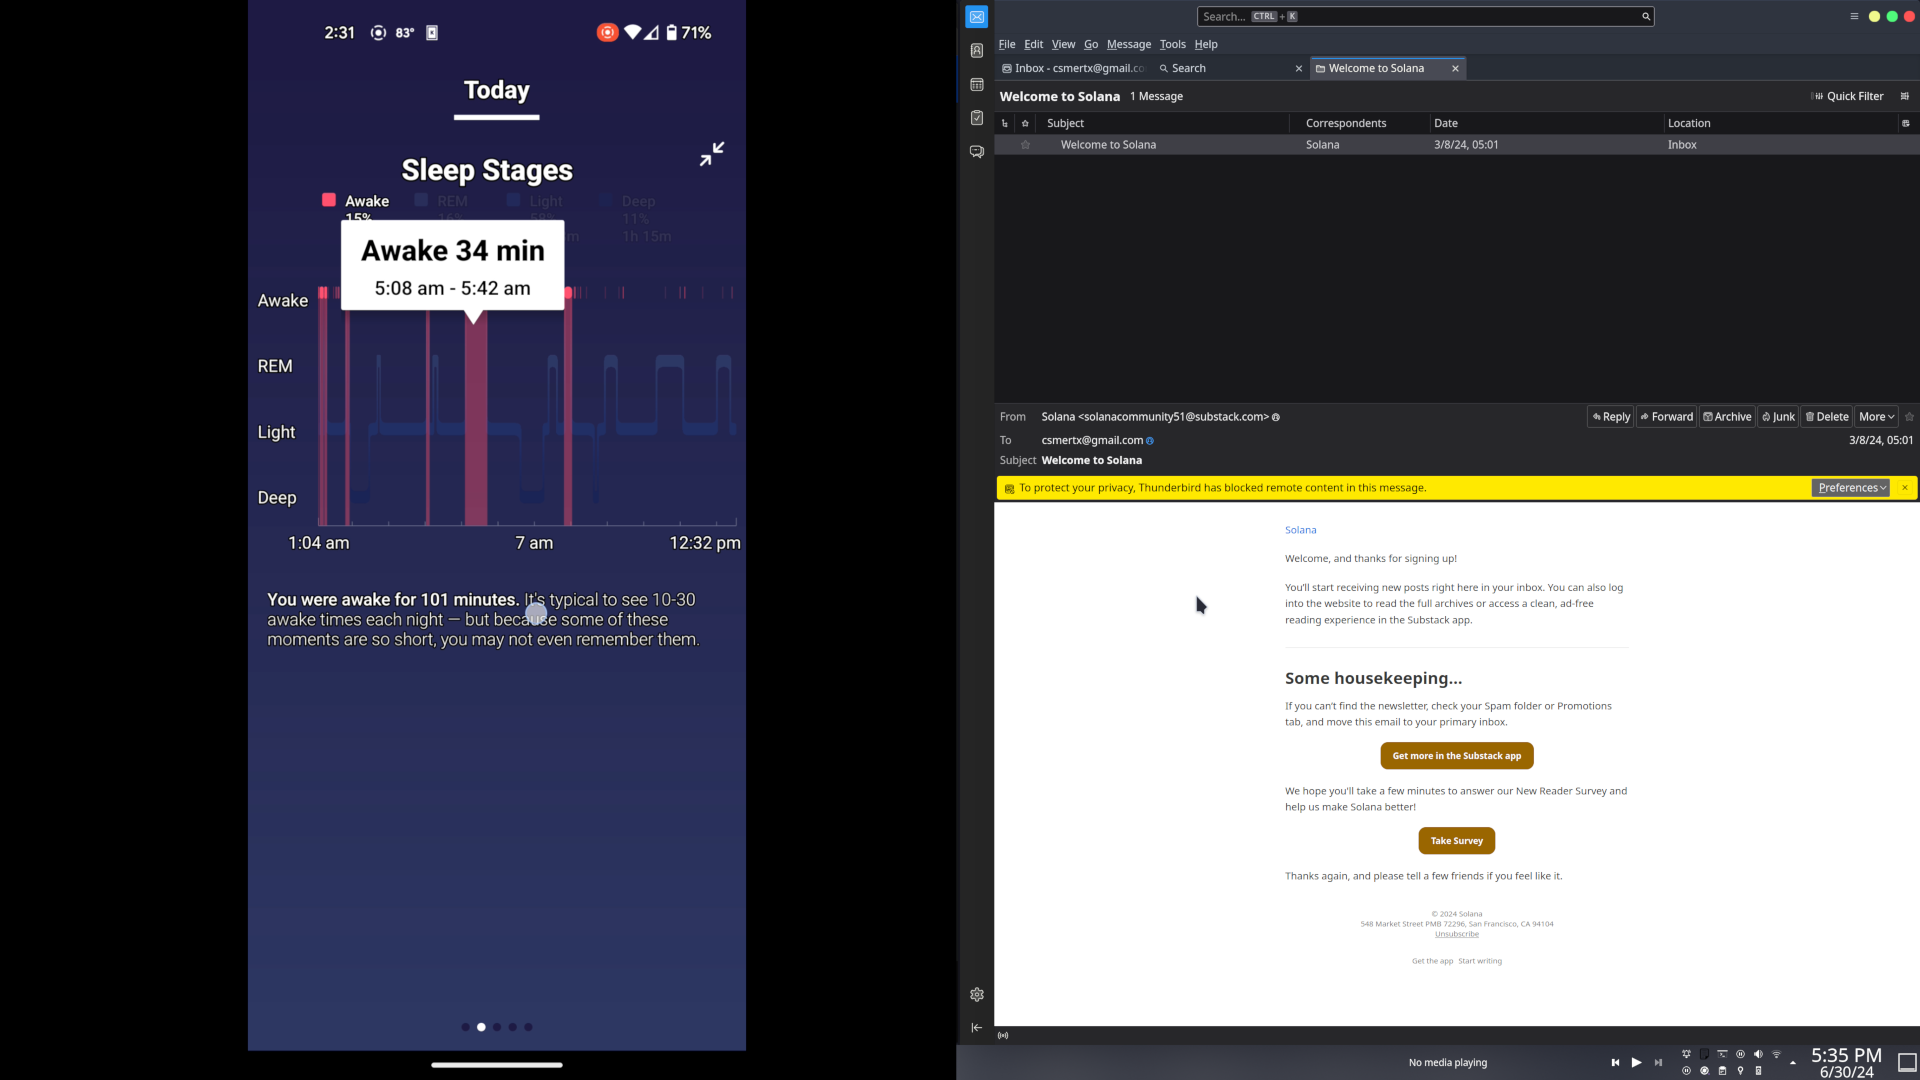 2:31
83°
71%
Today
Sleep Stages
Awake
REM
Light
Deep
15%
16%
58%
11%
1h 15m
Awake 34 min
5:08 am - 5:42 am
Awake
REM
Light
Deep
1:04 am
7 am
12:32 pm
You were awake for 101 minutes. It's typical to see 10-30
awake times each night — but because some of these
moments are so short, you may not even remember them.
Search... CTRL + K
File Edit View Go Message Tools Help
Inbox - csmertx@gmail.co
Search
Welcome to Solana
Welcome to Solana 1 Message
Quick Filter
Subject Correspondents Date Location
Welcome to Solana Solana 3/8/24, 05:01 Inbox
From Solana <solanacommunity51@substack.com>
Reply Forward Archive Junk Delete More
To csmertx@gmail.com
3/8/24, 05:01
Subject Welcome to Solana
To protect your privacy, Thunderbird has blocked remote content in this message.
Preferences
Solana
Welcome, and thanks for signing up!
You'll start receiving new posts right here in your inbox. You can also log
into the website to read the full archives or access a clean, ad-free
reading experience in the Substack app.
Some housekeeping...
If you can't find the newsletter, check your Spam folder or Promotions
tab, and move this email to your primary inbox.
Get more in the Substack app
We hope you'll take a few minutes to answer our New Reader Survey and
help us make Solana better!
Take Survey
Thanks again, and please tell a few friends if you feel like it.
© 2024 Solana
548 Market Street PMB 72296, San Francisco, CA 94104
Unsubscribe
Get the app Start writing
No media playing
5:35 PM
6/30/24